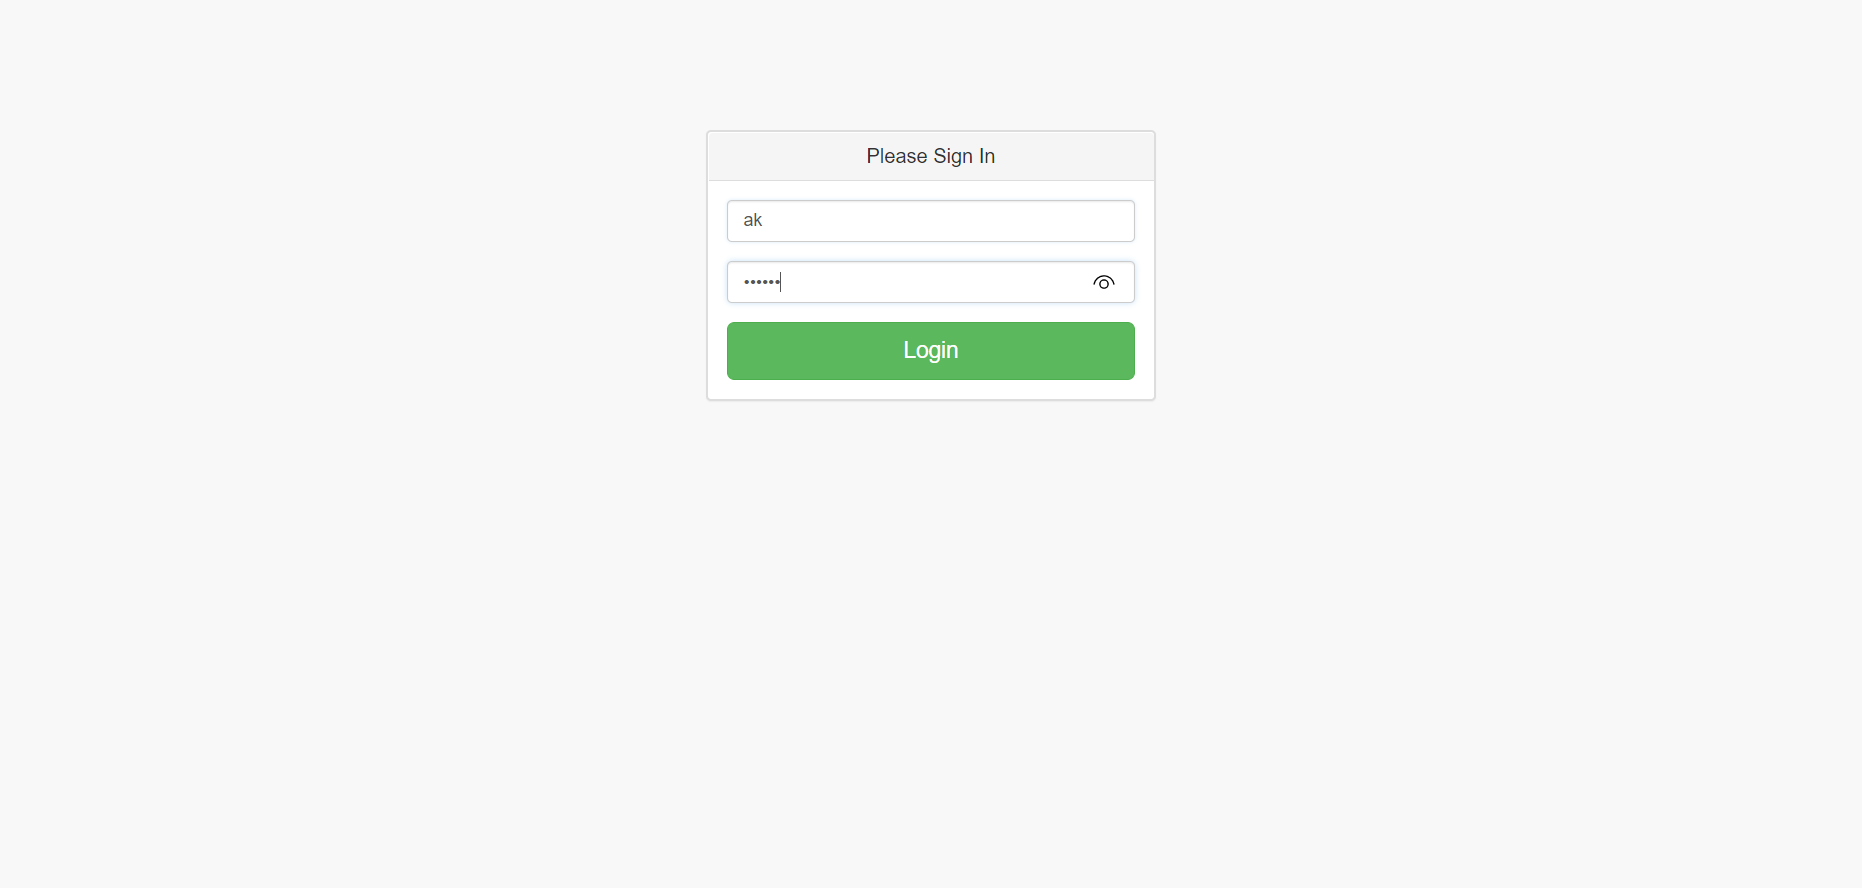 Please Sign In
ak
••••••
Login